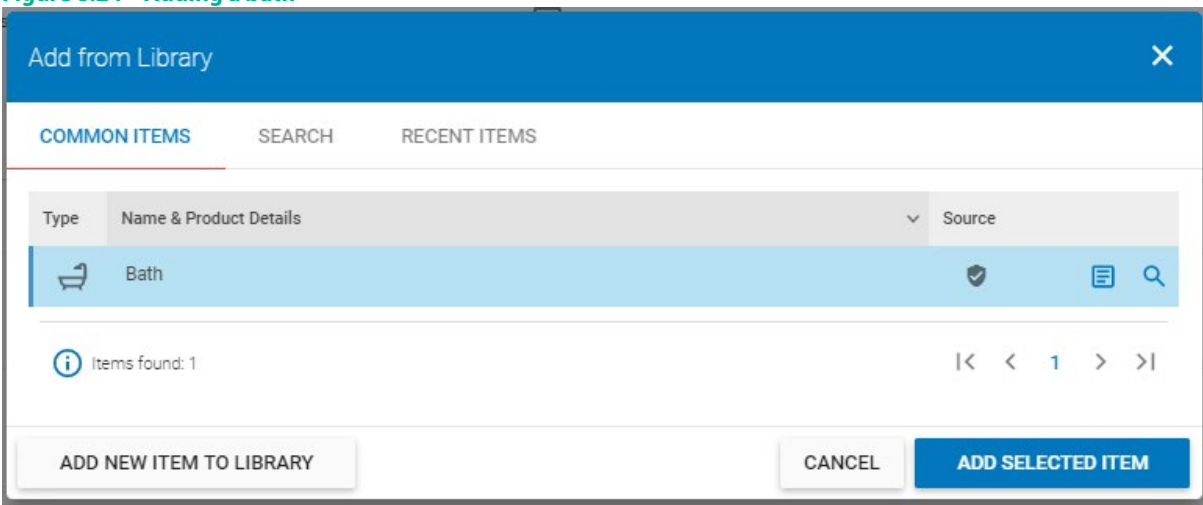 Add from Library
COMMON ITEMS SEARCH RECENT ITEMS
Type Name & Product Details Source
Bath
Items found: 1
1
ADD NEW ITEM TO LIBRARY CANCEL ADD SELECTED ITEM